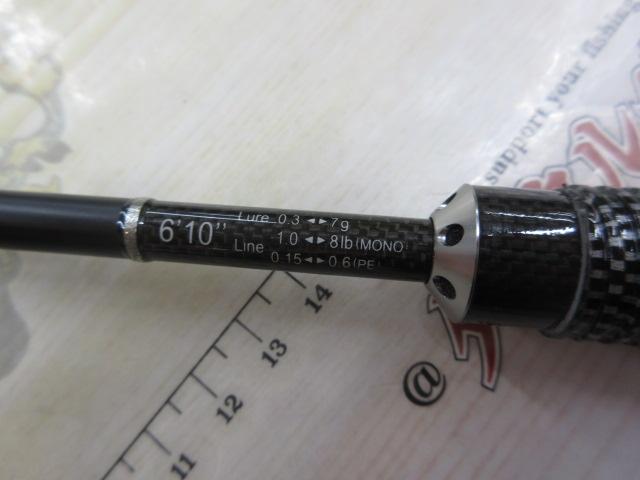 6'10"
Lure 0.3◄►7g
Line 1.0◄►8lb(MONO)
0.15◄►0.6(PE)
support your fishing
@
14
13
12
11